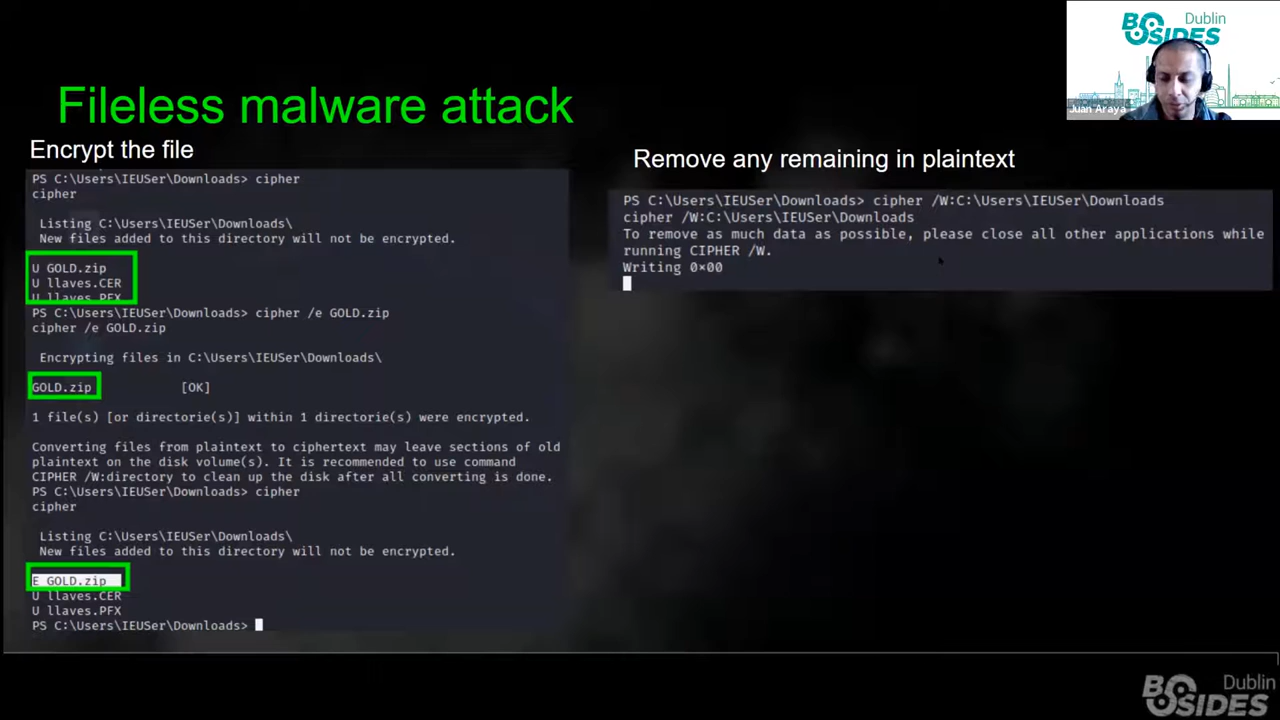 Fileless malware attack
Encrypt the file
PS C:\Users\IEUSer\Downloads> cipher
cipher
Listing C:\Users\IEUSer\Downloads\
New files added to this directory will not be encrypted.
U GOLD.zip
U llaves.CER
U llaves.PFX
PS C:\Users\IEUSer\Downloads> cipher /e GOLD.zip
cipher /e GOLD.zip
Encrypting files in C:\Users\IEUSer\Downloads\
GOLD.zip [OK]
1 file(s) [or directorie(s)] within 1 directorie(s) were encrypted.
Converting files from plaintext to ciphertext may leave sections of old
plaintext on the disk volume(s). It is recommended to use command
CIPHER /W:directory to clean up the disk after all converting is done.
PS C:\Users\IEUSer\Downloads> cipher
cipher
Listing C:\Users\IEUSer\Downloads\
New files added to this directory will not be encrypted.
E GOLD.zip
U llaves.CER
U llaves.PFX
PS C:\Users\IEUSer\Downloads>
Remove any remaining in plaintext
PS C:\Users\IEUSer\Downloads> cipher /W:C:\Users\IEUSer\Downloads
cipher /W:C:\Users\IEUSer\Downloads
To remove as much data as possible, please close all other applications while
running CIPHER /W.
Writing 0×00
BSIDES Dublin
Juan Araya
BSIDES Dublin